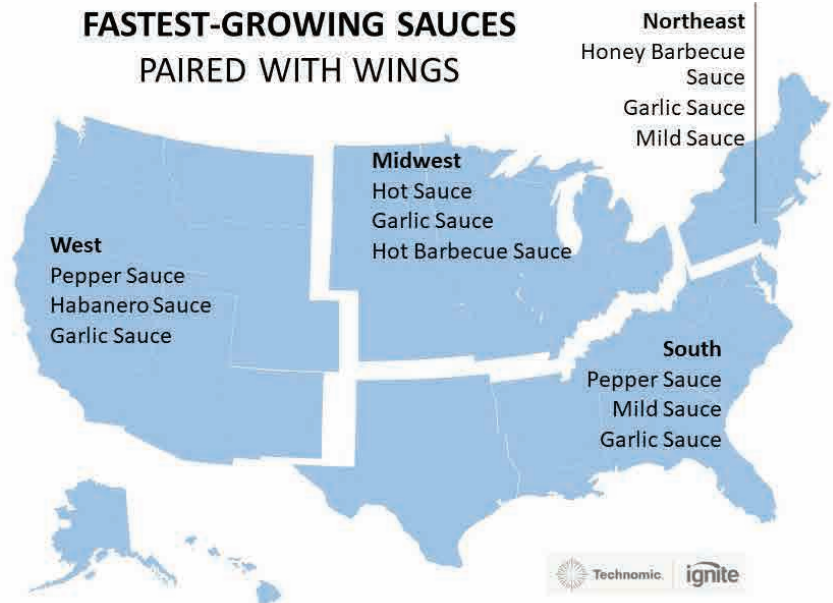 FASTEST-GROWING SAUCES
PAIRED WITH WINGS
Northeast
Honey Barbecue
Sauce
Garlic Sauce
Mild Sauce
Midwest
Hot Sauce
Garlic Sauce
Hot Barbecue Sauce
West
Pepper Sauce
Habanero Sauce
Garlic Sauce
South
Pepper Sauce
Mild Sauce
Garlic Sauce
Technomic
ignite